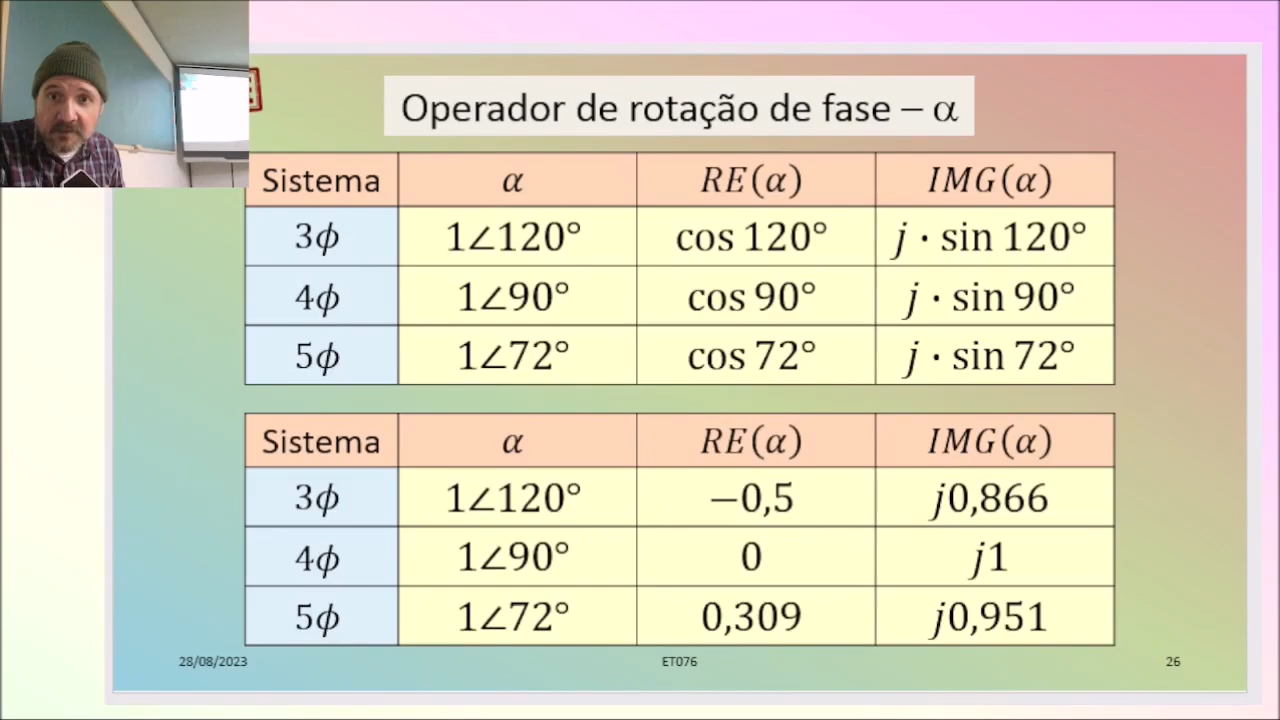 Operador de rotação de fase – α
Sistema α RE(α) IMG(α)
3ϕ 1∠120° cos 120° j · sin 120°
4ϕ 1∠90° cos 90° j · sin 90°
5ϕ 1∠72° cos 72° j · sin 72°
Sistema α RE(α) IMG(α)
3ϕ 1∠120° −0,5 j0,866
4ϕ 1∠90° 0 j1
5ϕ 1∠72° 0,309 j0,951
28/08/2023 ET076 26